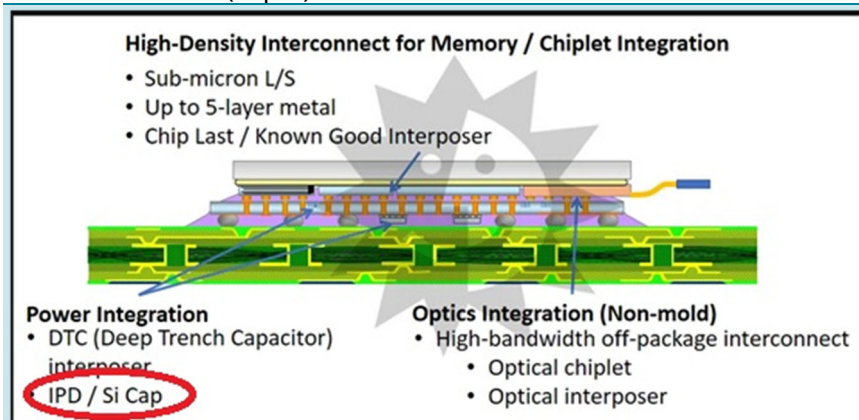 High-Density Interconnect for Memory / Chiplet Integration
• Sub-micron L/S
• Up to 5-layer metal
• Chip Last / Known Good Interposer
Power Integration
• DTC (Deep Trench Capacitor)
interposer
• IPD / Si Cap
Optics Integration (Non-mold)
• High-bandwidth off-package interconnect
• Optical chiplet
• Optical interposer